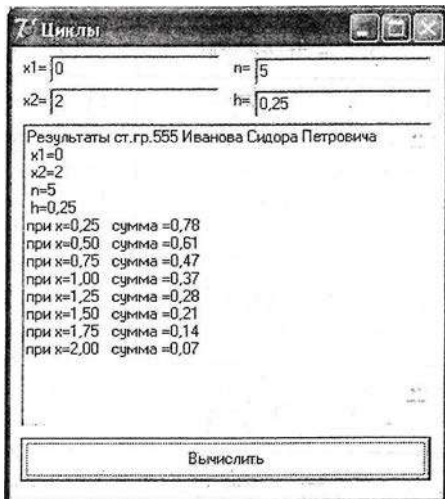 Циклы
x1= 0 n= 5
x2= 2 h= 0,25
Результаты ст.гр.555 Иванова Сидора Петровича
x1=0
x2=2
n=5
h=0,25
при x=0,25 сумма =0,78
при x=0,50 сумма =0,61
при x=0,75 сумма =0,47
при x=1,00 сумма =0,37
при x=1,25 сумма =0,28
при x=1,50 сумма =0,21
при x=1,75 сумма =0,14
при x=2,00 сумма =0,07
Вычислить